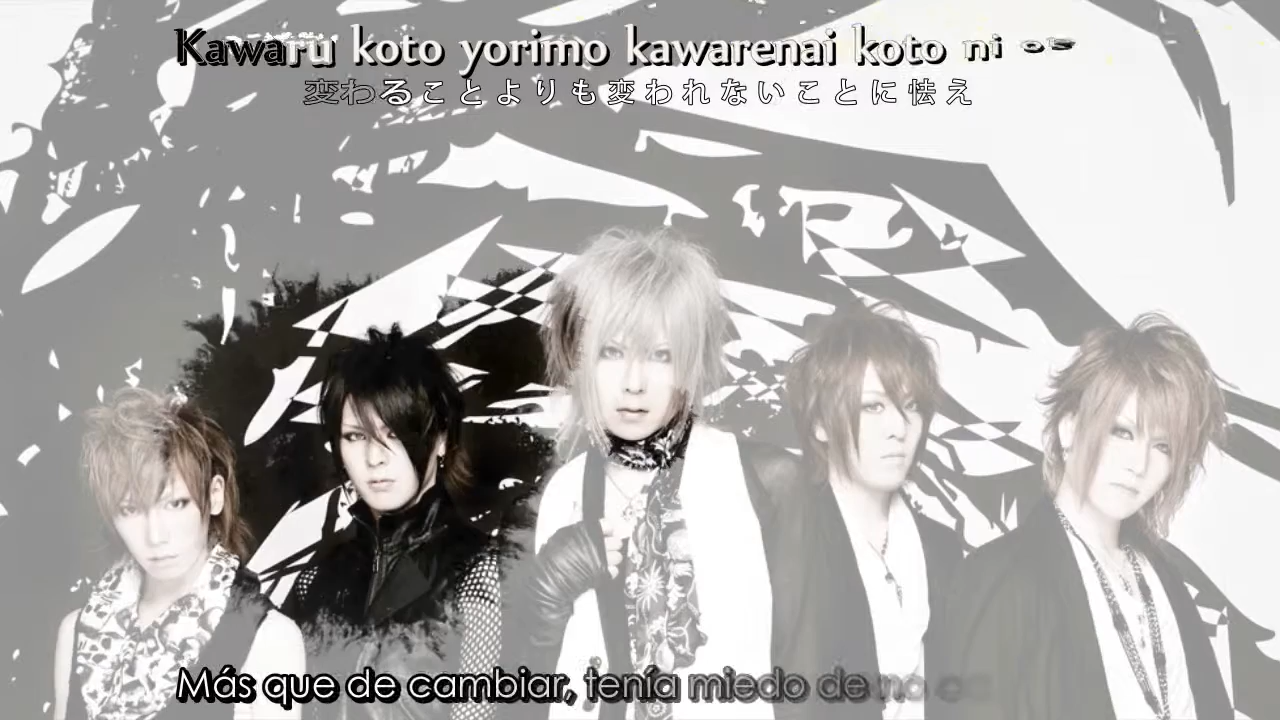 Kawaru koto yorimo kawarenai koto ni
変わることよりも変われないことに怯え
Más que de cambiar, tenía miedo de no